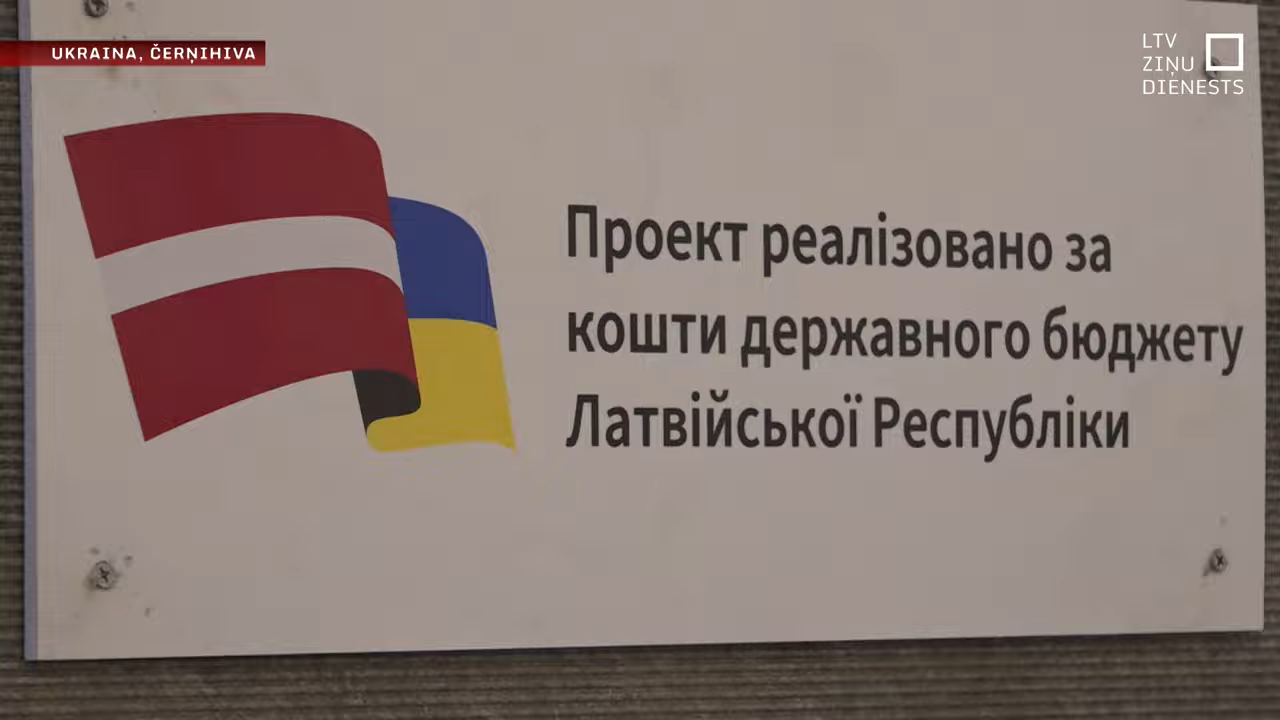 UKRAINA, ČERŅIHIVA
LTV
ZIŅU
DIENESTS
Проект реалізовано за
кошти державного бюджету
Латвійської Республіки